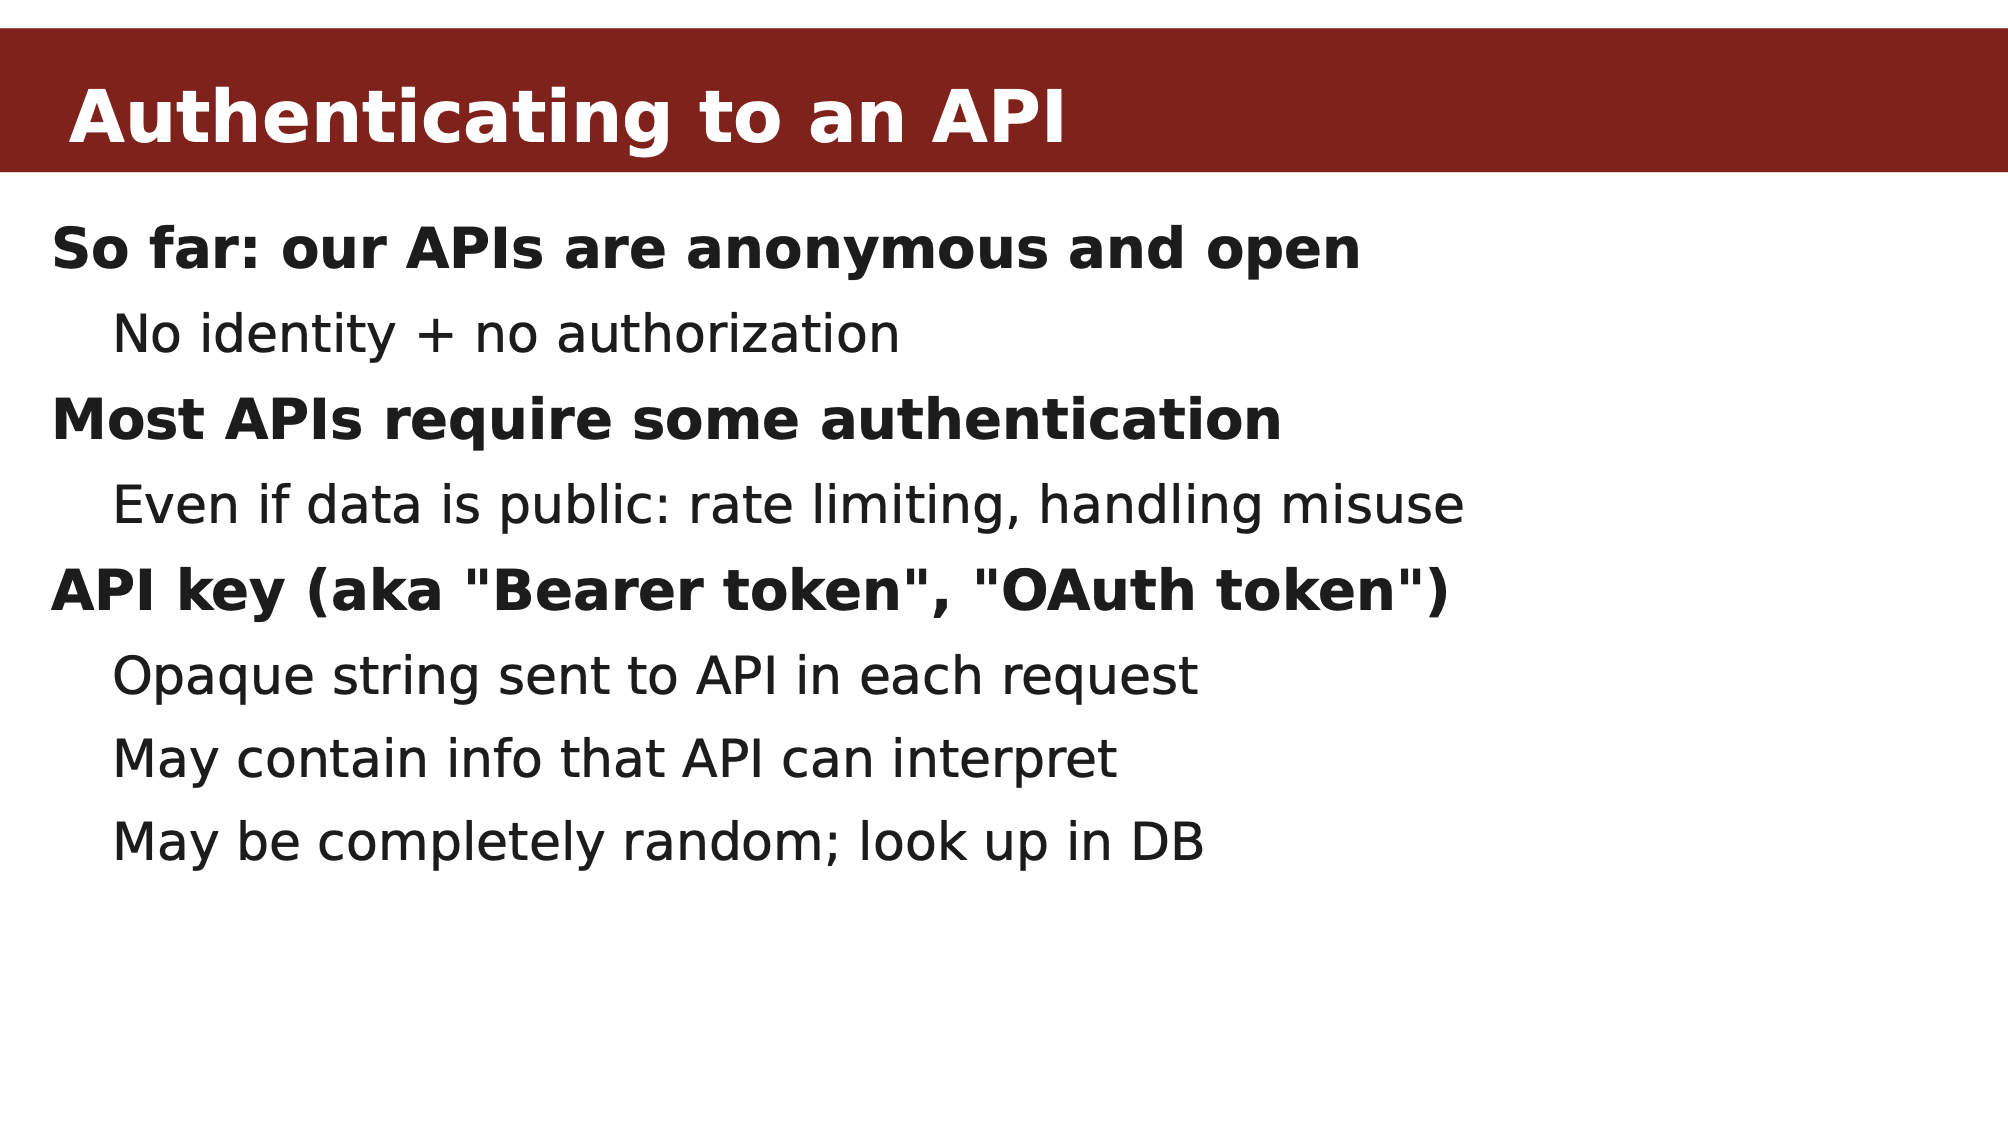 Authenticating to an API
So far: our APIs are anonymous and open
No identity + no authorization
Most APIs require some authentication
Even if data is public: rate limiting, handling misuse
API key (aka "Bearer token", "OAuth token")
Opaque string sent to API in each request
May contain info that API can interpret
May be completely random; look up in DB